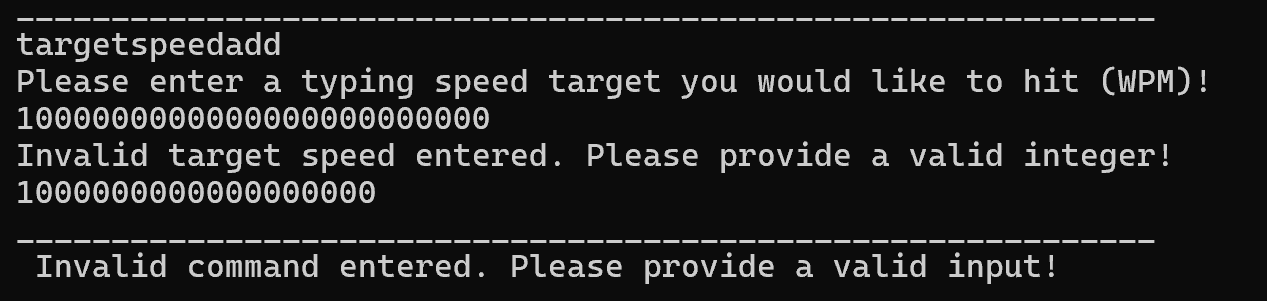 ____________________________________________________________
targetspeedadd
Please enter a typing speed target you would like to hit (WPM)!
1000000000000000000000000
Invalid target speed entered. Please provide a valid integer!
1000000000000000000
____________________________________________________________
 Invalid command entered. Please provide a valid input!